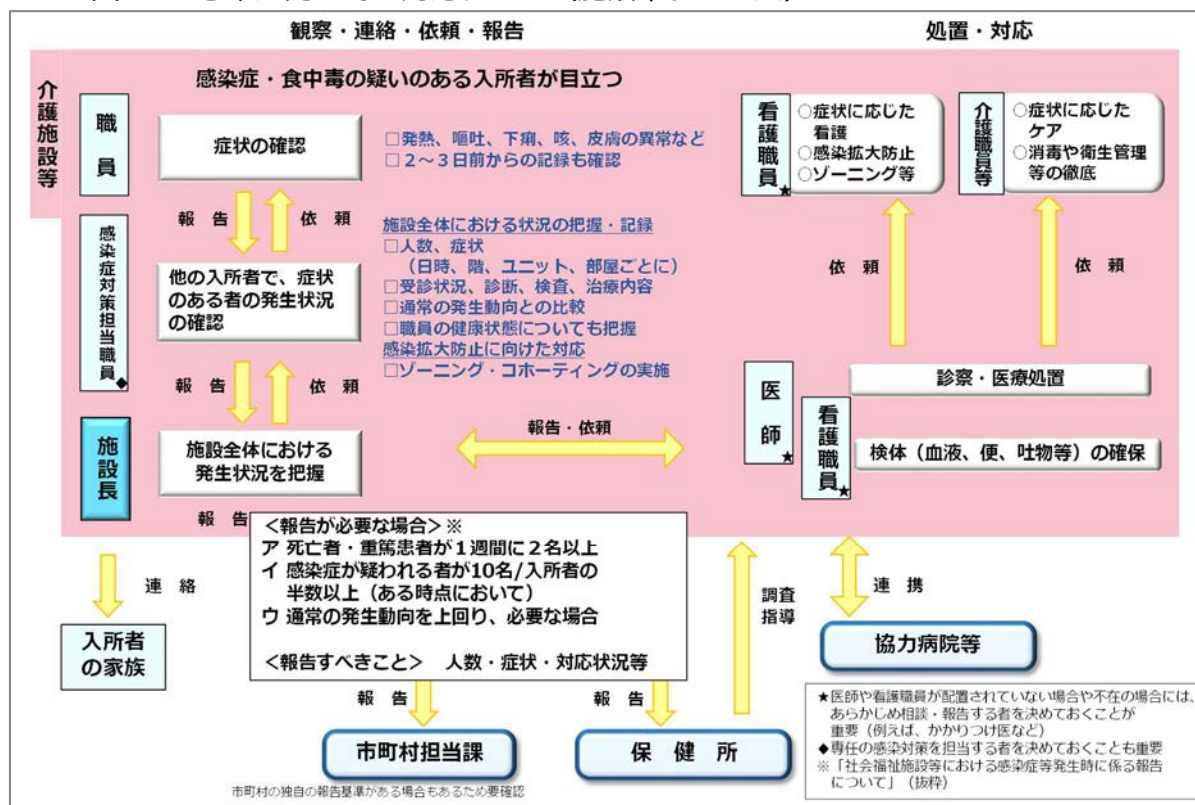 観察・連絡・依頼・報告
処置・対応
介護施設等
感染症・食中毒の疑いのある入所者が目立つ
職員
症状の確認
□発熱、嘔吐、下痢、咳、皮膚の異常など
□２～３日前からの記録も確認
報告
依頼
感染症対策担当職員◆
他の入所者で、症状
のある者の発生状況
の確認
施設全体における状況の把握・記録
□人数、症状
（日時、階、ユニット、部屋ごとに）
□受診状況、診断、検査、治療内容
□通常の発生動向との比較
□職員の健康状態についても把握
感染拡大防止に向けた対応
□ゾーニング・コホーティングの実施
報告
依頼
施設長
施設全体における
発生状況を把握
報告・依頼
看護職員★
○症状に応じた
看護
○感染拡大防止
○ゾーニング等
介護職員等
○症状に応じた
ケア
○消毒や衛生管理
等の徹底
依頼
依頼
医師★
看護職員★
診察・医療処置
検体（血液、便、吐物等）の確保
報告
＜報告が必要な場合＞※
ア 死亡者・重篤患者が１週間に２名以上
イ 感染症が疑われる者が10名/入所者の
半数以上（ある時点において）
ウ 通常の発生動向を上回り、必要な場合
＜報告すべきこと＞ 人数・症状・対応状況等
連絡
入所者
の家族
報告
市町村担当課
市町村の独自の報告基準がある場合もあるため要確認
報告
保健所
調査
指導
連携
協力病院等
★医師や看護職員が配置されていない場合や不在の場合には、
あらかじめ相談・報告する者を決めておくことが
重要（例えば、かかりつけ医など）
◆専任の感染対策を担当する者を決めておくことも重要
※「社会福祉施設等における感染症等発生時に係る報告
について」（抜粋）